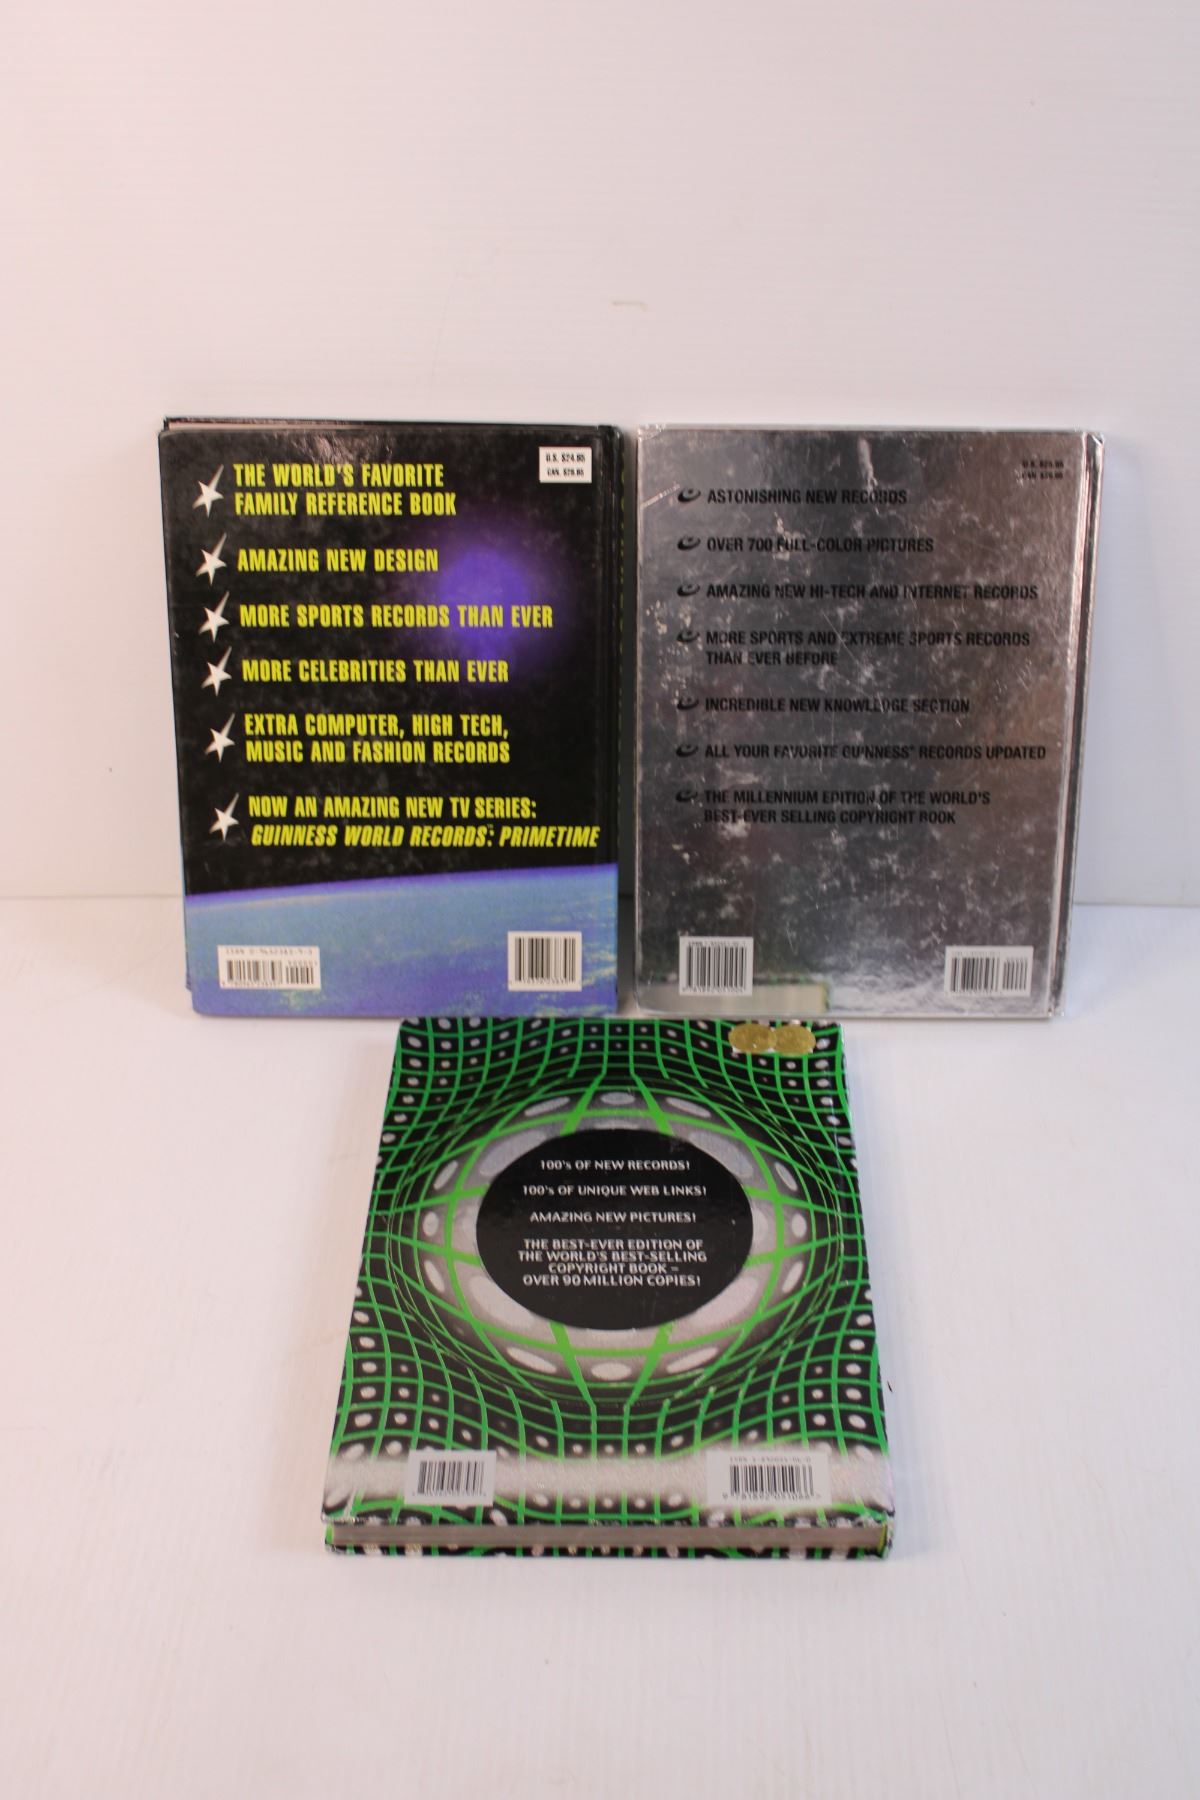 THE WORLD'S FAVORITE
FAMILY REFERENCE BOOK
AMAZING NEW DESIGN
MORE SPORTS RECORDS THAN EVER
MORE CELEBRITIES THAN EVER
EXTRA COMPUTER, HIGH TECH,
MUSIC AND FASHION RECORDS
NOW AN AMAZING NEW TV SERIES:
GUINNESS WORLD RECORDS: PRIMETIME
U.S. $24.95
ASTONISHING NEW RECORDS
OVER 700 FULL-COLOR PICTURES
AMAZING NEW HI-TECH AND INTERNET RECORDS
MORE SPORTS AND EXTREME SPORTS RECORDS
THAN EVER BEFORE
INCREDIBLE NEW KNOWLEDGE SECTION
ALL YOUR FAVORITE GUINNESS® RECORDS UPDATED
THE MILLENNIUM EDITION OF THE WORLD'S
BEST-EVER SELLING COPYRIGHT BOOK
100's OF NEW RECORDS!
100's OF UNIQUE WEB LINKS!
AMAZING NEW PICTURES!
THE BEST-EVER EDITION OF
THE WORLD'S BEST-SELLING
COPYRIGHT BOOK –
OVER 90 MILLION COPIES!